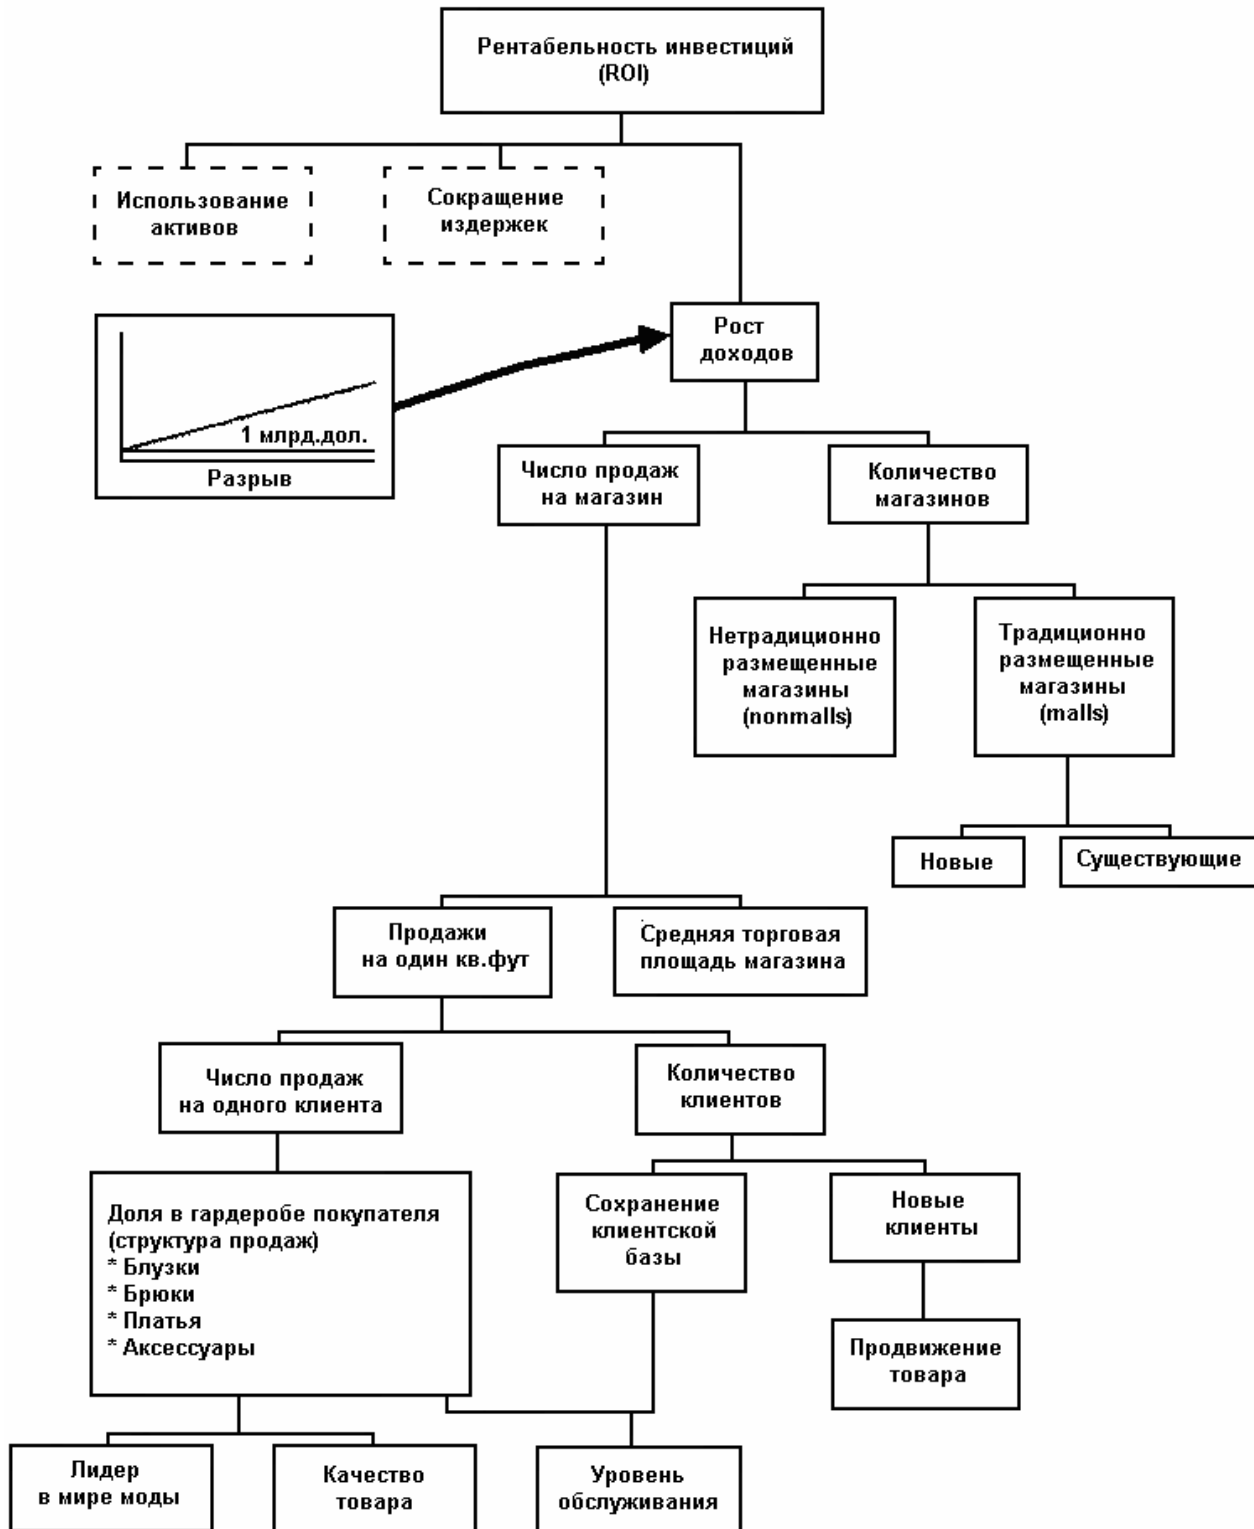 Рентабельность инвестиций
(ROI)
Использование
активов
Сокращение
издержек
Рост
доходов
1 млрд.дол.
Разрыв
Число продаж
на магазин
Количество
магазинов
Нетрадиционно
размещенные
магазины
(nonmalls)
Традиционно
размещенные
магазины
(malls)
Новые
Существующие
Продажи
на один кв.фут
Средняя торговая
площадь магазина
Число продаж
на одного клиента
Количество
клиентов
Доля в гардеробе покупателя
(структура продаж)
* Блузки
* Брюки
* Платья
* Аксессуары
Сохранение
клиентской
базы
Новые
клиенты
Продвижение
товара
Лидер
в мире моды
Качество
товара
Уровень
обслуживания